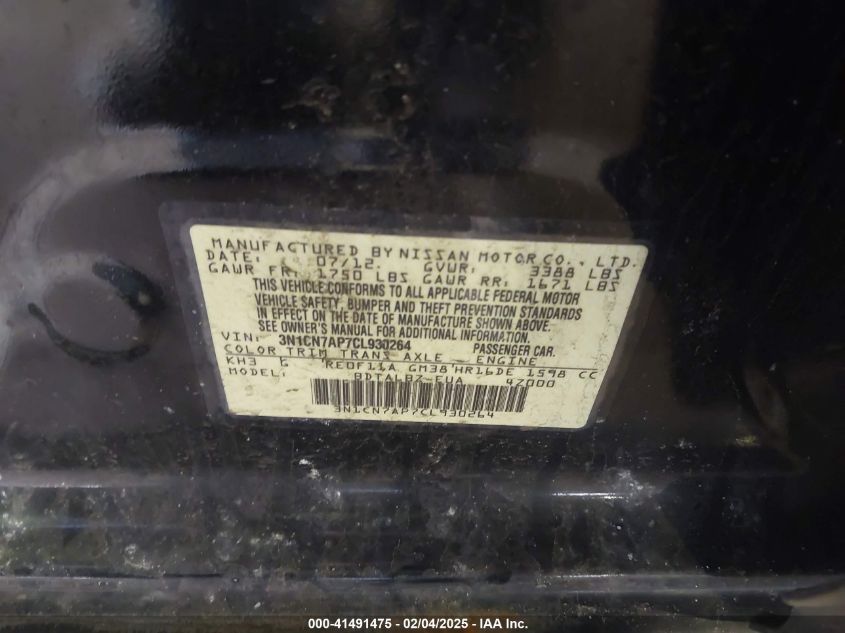 MANUFACTURED BY NISSAN MOTOR CO., LTD.
DATE: 07/12 GVWR: 3388 LBS
GAWR FR: 1750 LBS GAWR RR: 1671 LBS
THIS VEHICLE CONFORMS TO ALL APPLICABLE FEDERAL MOTOR
VEHICLE SAFETY, BUMPER AND THEFT PREVENTION STANDARDS
IN EFFECT ON THE DATE OF MANUFACTURE SHOWN ABOVE.
SEE OWNER'S MANUAL FOR ADDITIONAL INFORMATION.
VIN: 3N1CN7AP7CL930264 PASSENGER CAR.
COLOR TRIM TRANS AXLE ENGINE
KH3 RE0F11A GM38 HR16DE 1598 CC
MODEL: BDTALBZ-EUA 4Z000
3N1CN7AP7CL930264
000-41491475 - 02/04/2025 - IAA Inc.